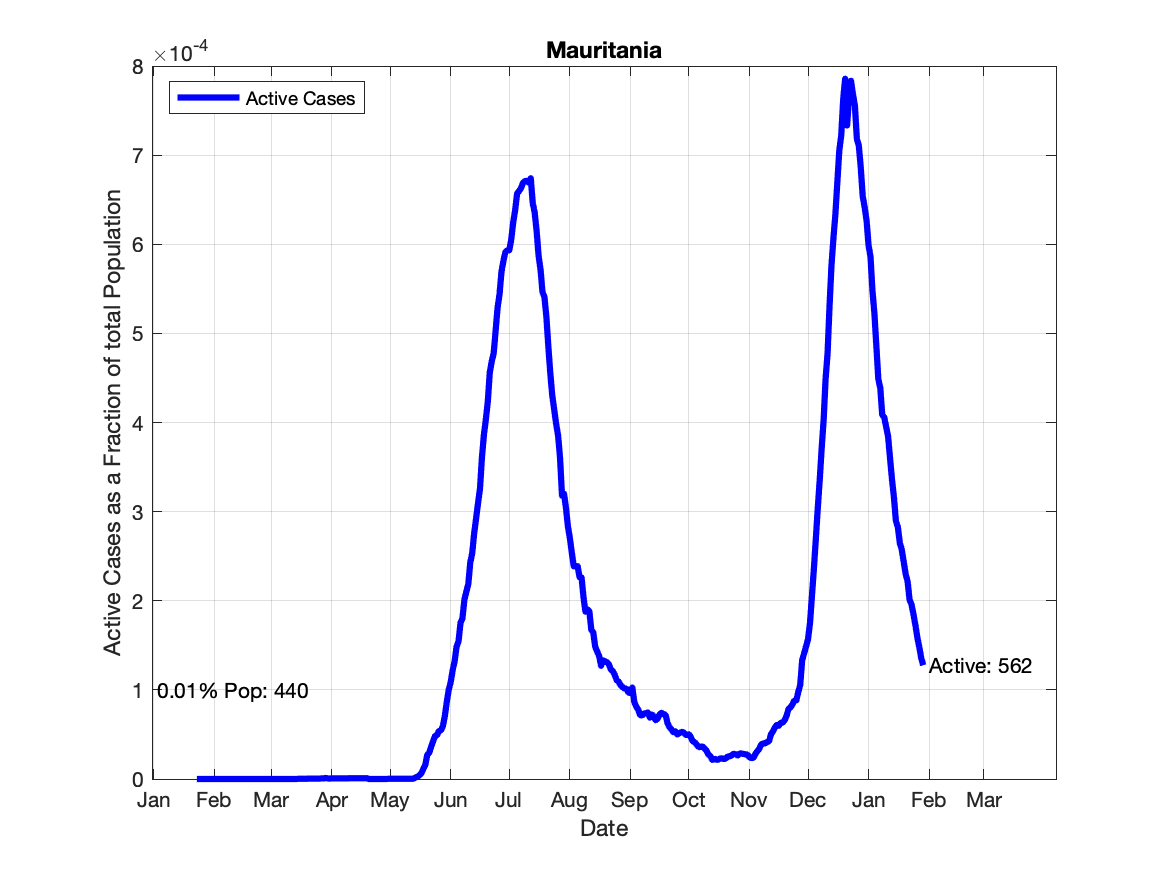 Mauritania
×10-4
Active Cases
8
7
6
5
4
3
2
1
0
Active Cases as a Fraction of total Population
0.01% Pop: 440
Active: 562
Jan Feb Mar Apr May Jun Jul Aug Sep Oct Nov Dec Jan Feb Mar
Date